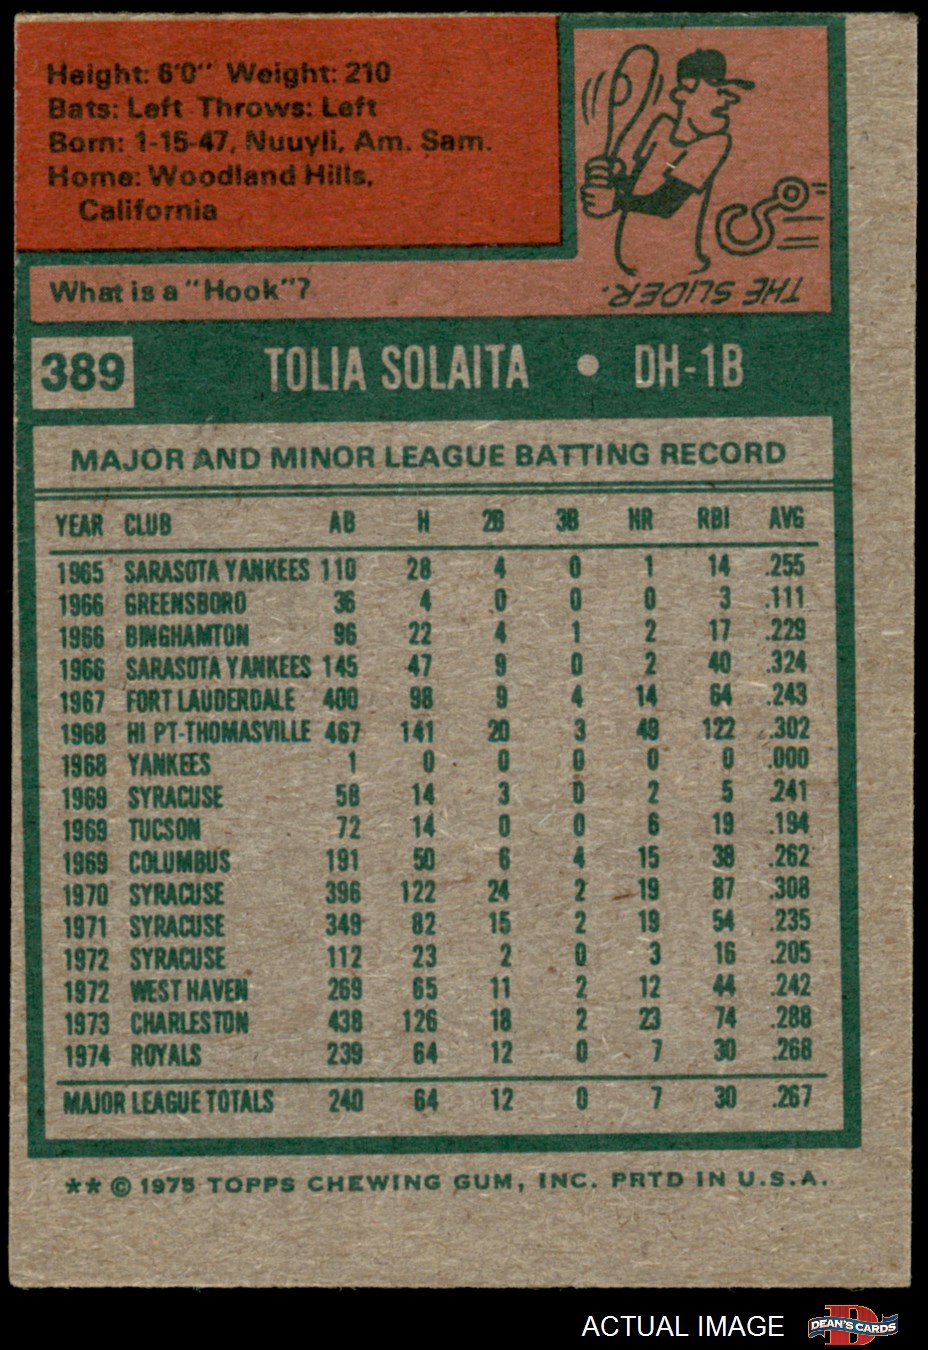 Height: 6'0" Weight: 210
Bats: Left Throws: Left
Born: 1-15-47, Nuuyli, Am. Sam.
Home: Woodland Hills,
California
What is a "Hook"?
THE SLIDER.
389 TOLIA SOLAITA • DH-1B
MAJOR AND MINOR LEAGUE BATTING RECORD
YEAR CLUB AB H 2B 3B HR RBI AVG
1965 SARASOTA YANKEES 110 28 4 0 1 14 .255
1966 GREENSBORO 36 4 0 0 0 3 .111
1966 BINGHAMTON 96 22 4 1 2 17 .229
1966 SARASOTA YANKEES 145 47 9 0 2 40 .324
1967 FORT LAUDERDALE 400 98 9 4 14 64 .243
1968 HI PT-THOMASVILLE 467 141 20 3 49 122 .302
1968 YANKEES 1 0 0 0 0 0 .000
1969 SYRACUSE 58 14 3 0 2 5 .241
1969 TUCSON 72 14 0 0 6 19 .194
1969 COLUMBUS 191 50 6 4 15 38 .262
1970 SYRACUSE 396 122 24 2 19 87 .308
1971 SYRACUSE 349 82 15 2 19 54 .235
1972 SYRACUSE 112 23 2 0 3 16 .205
1972 WEST HAVEN 269 65 11 2 12 44 .242
1973 CHARLESTON 438 126 18 2 23 74 .288
1974 ROYALS 239 64 12 0 7 30 .268
MAJOR LEAGUE TOTALS 240 64 12 0 7 30 .267
** © 1975 TOPPS CHEWING GUM, INC. PRTD IN U.S.A.
ACTUAL IMAGE
D
DEAN'S CARDS